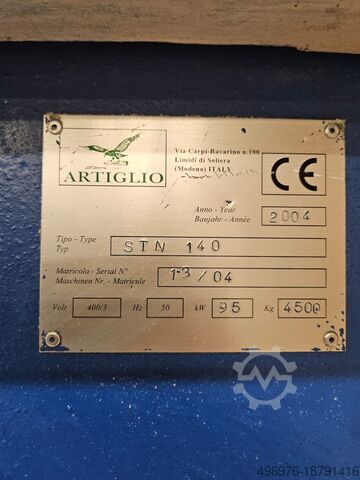 ARTIGLIO
Via Carpi-Ravarino n.100
Limidi di Soliera
(Modena) ITALY
CE
Anno - Year
Baujahr - Année
2004
Tipo - Type
Typ
STN 140
Matricola - Serial N°
Maschinen Nr. - Matricule
13/04
Volt 400/3 Hz 50 kW 95 Kg 4500
496976-18791416